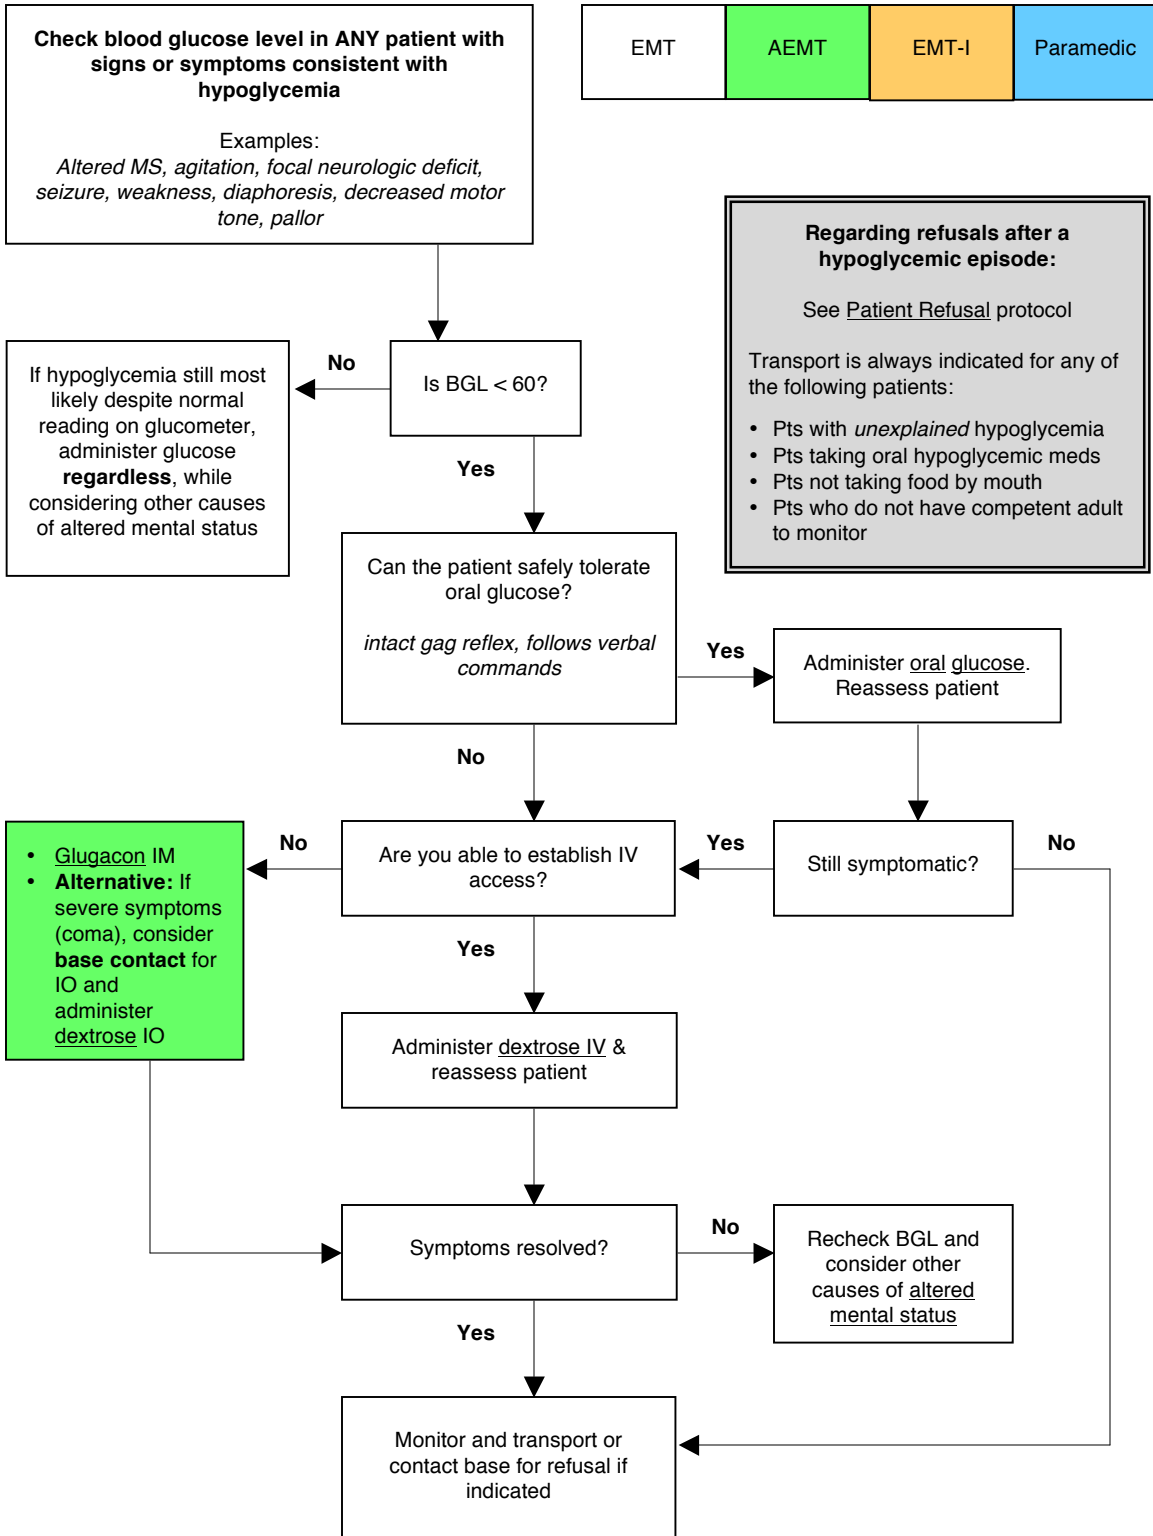 Check blood glucose level in ANY patient with
signs or symptoms consistent with
hypoglycemia
Examples:
Altered MS, agitation, focal neurologic deficit,
seizure, weakness, diaphoresis, decreased motor
tone, pallor
EMT
AEMT
EMT-I
Paramedic
Regarding refusals after a
hypoglycemic episode:
See Patient Refusal protocol
Transport is always indicated for any of
the following patients:
• Pts with unexplained hypoglycemia
• Pts taking oral hypoglycemic meds
• Pts not taking food by mouth
• Pts who do not have competent adult
to monitor
No
Is BGL < 60?
If hypoglycemia still most
likely despite normal
reading on glucometer,
administer glucose
regardless, while
considering other causes
of altered mental status
Yes
Can the patient safely tolerate
oral glucose?
intact gag reflex, follows verbal
commands
Yes
Administer oral glucose.
Reassess patient
No
Are you able to establish IV
access?
Yes
Still symptomatic?
No
No
• Glugacon IM
• Alternative: If
severe symptoms
(coma), consider
base contact for
IO and
administer
dextrose IO
Yes
Administer dextrose IV &
reassess patient
Symptoms resolved?
No
Recheck BGL and
consider other
causes of altered
mental status
Yes
Monitor and transport or
contact base for refusal if
indicated